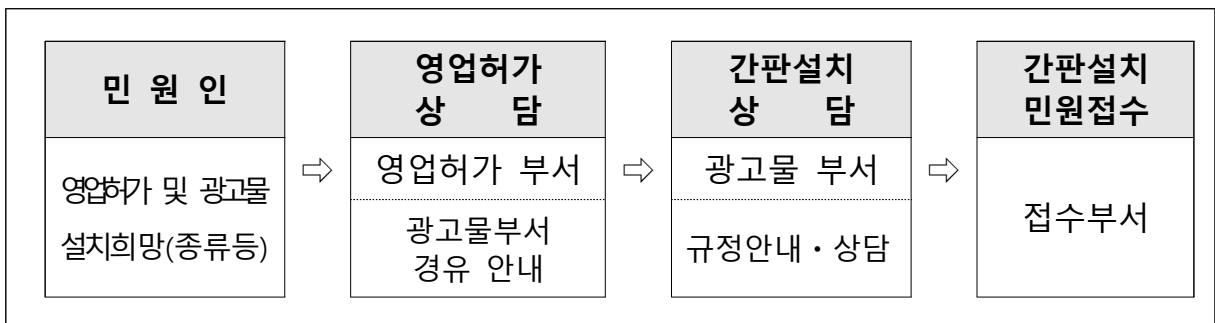 민 원 인
영업허가 및 광고물
설치희망(종류등)
⇨
영업허가
상 담
영업허가 부서
광고물부서
경유 안내
⇨
간판설치
상 담
광고물 부서
규정안내・상담
⇨
간판설치
민원접수
접수부서